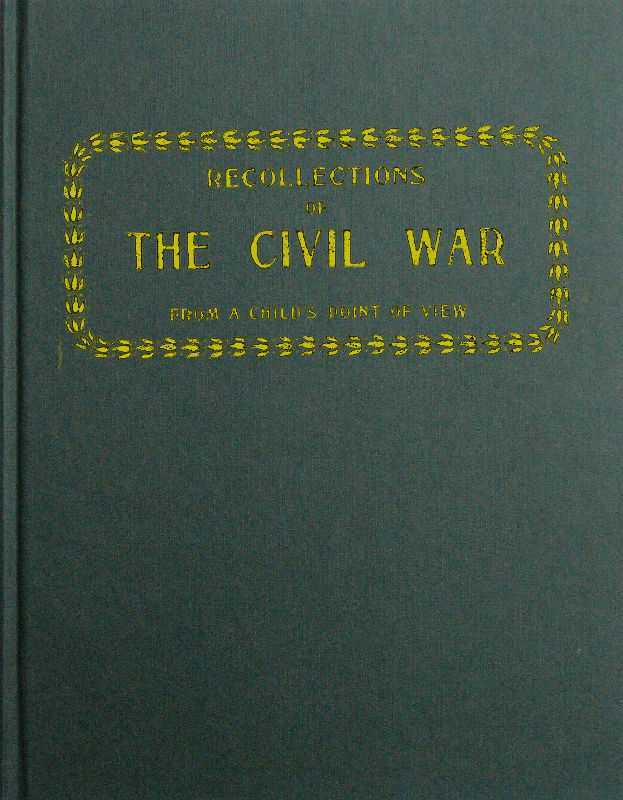 RECOLLECTIONS
OF
THE CIVIL WAR
FROM A CHILD'S POINT OF VIEW